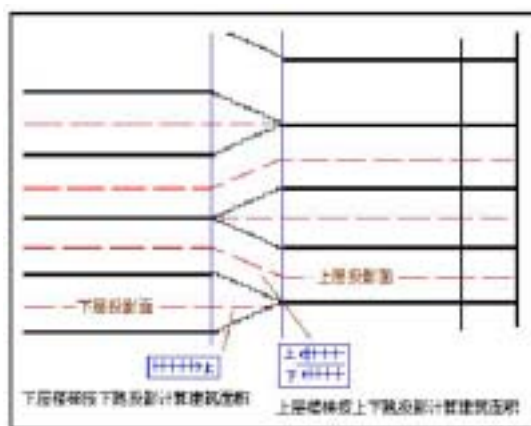 上层投影面
下层投影面
上
上
下
下层楼梯按下跑投影计算建筑面积
上层楼梯按上下跑投影计算建筑面积